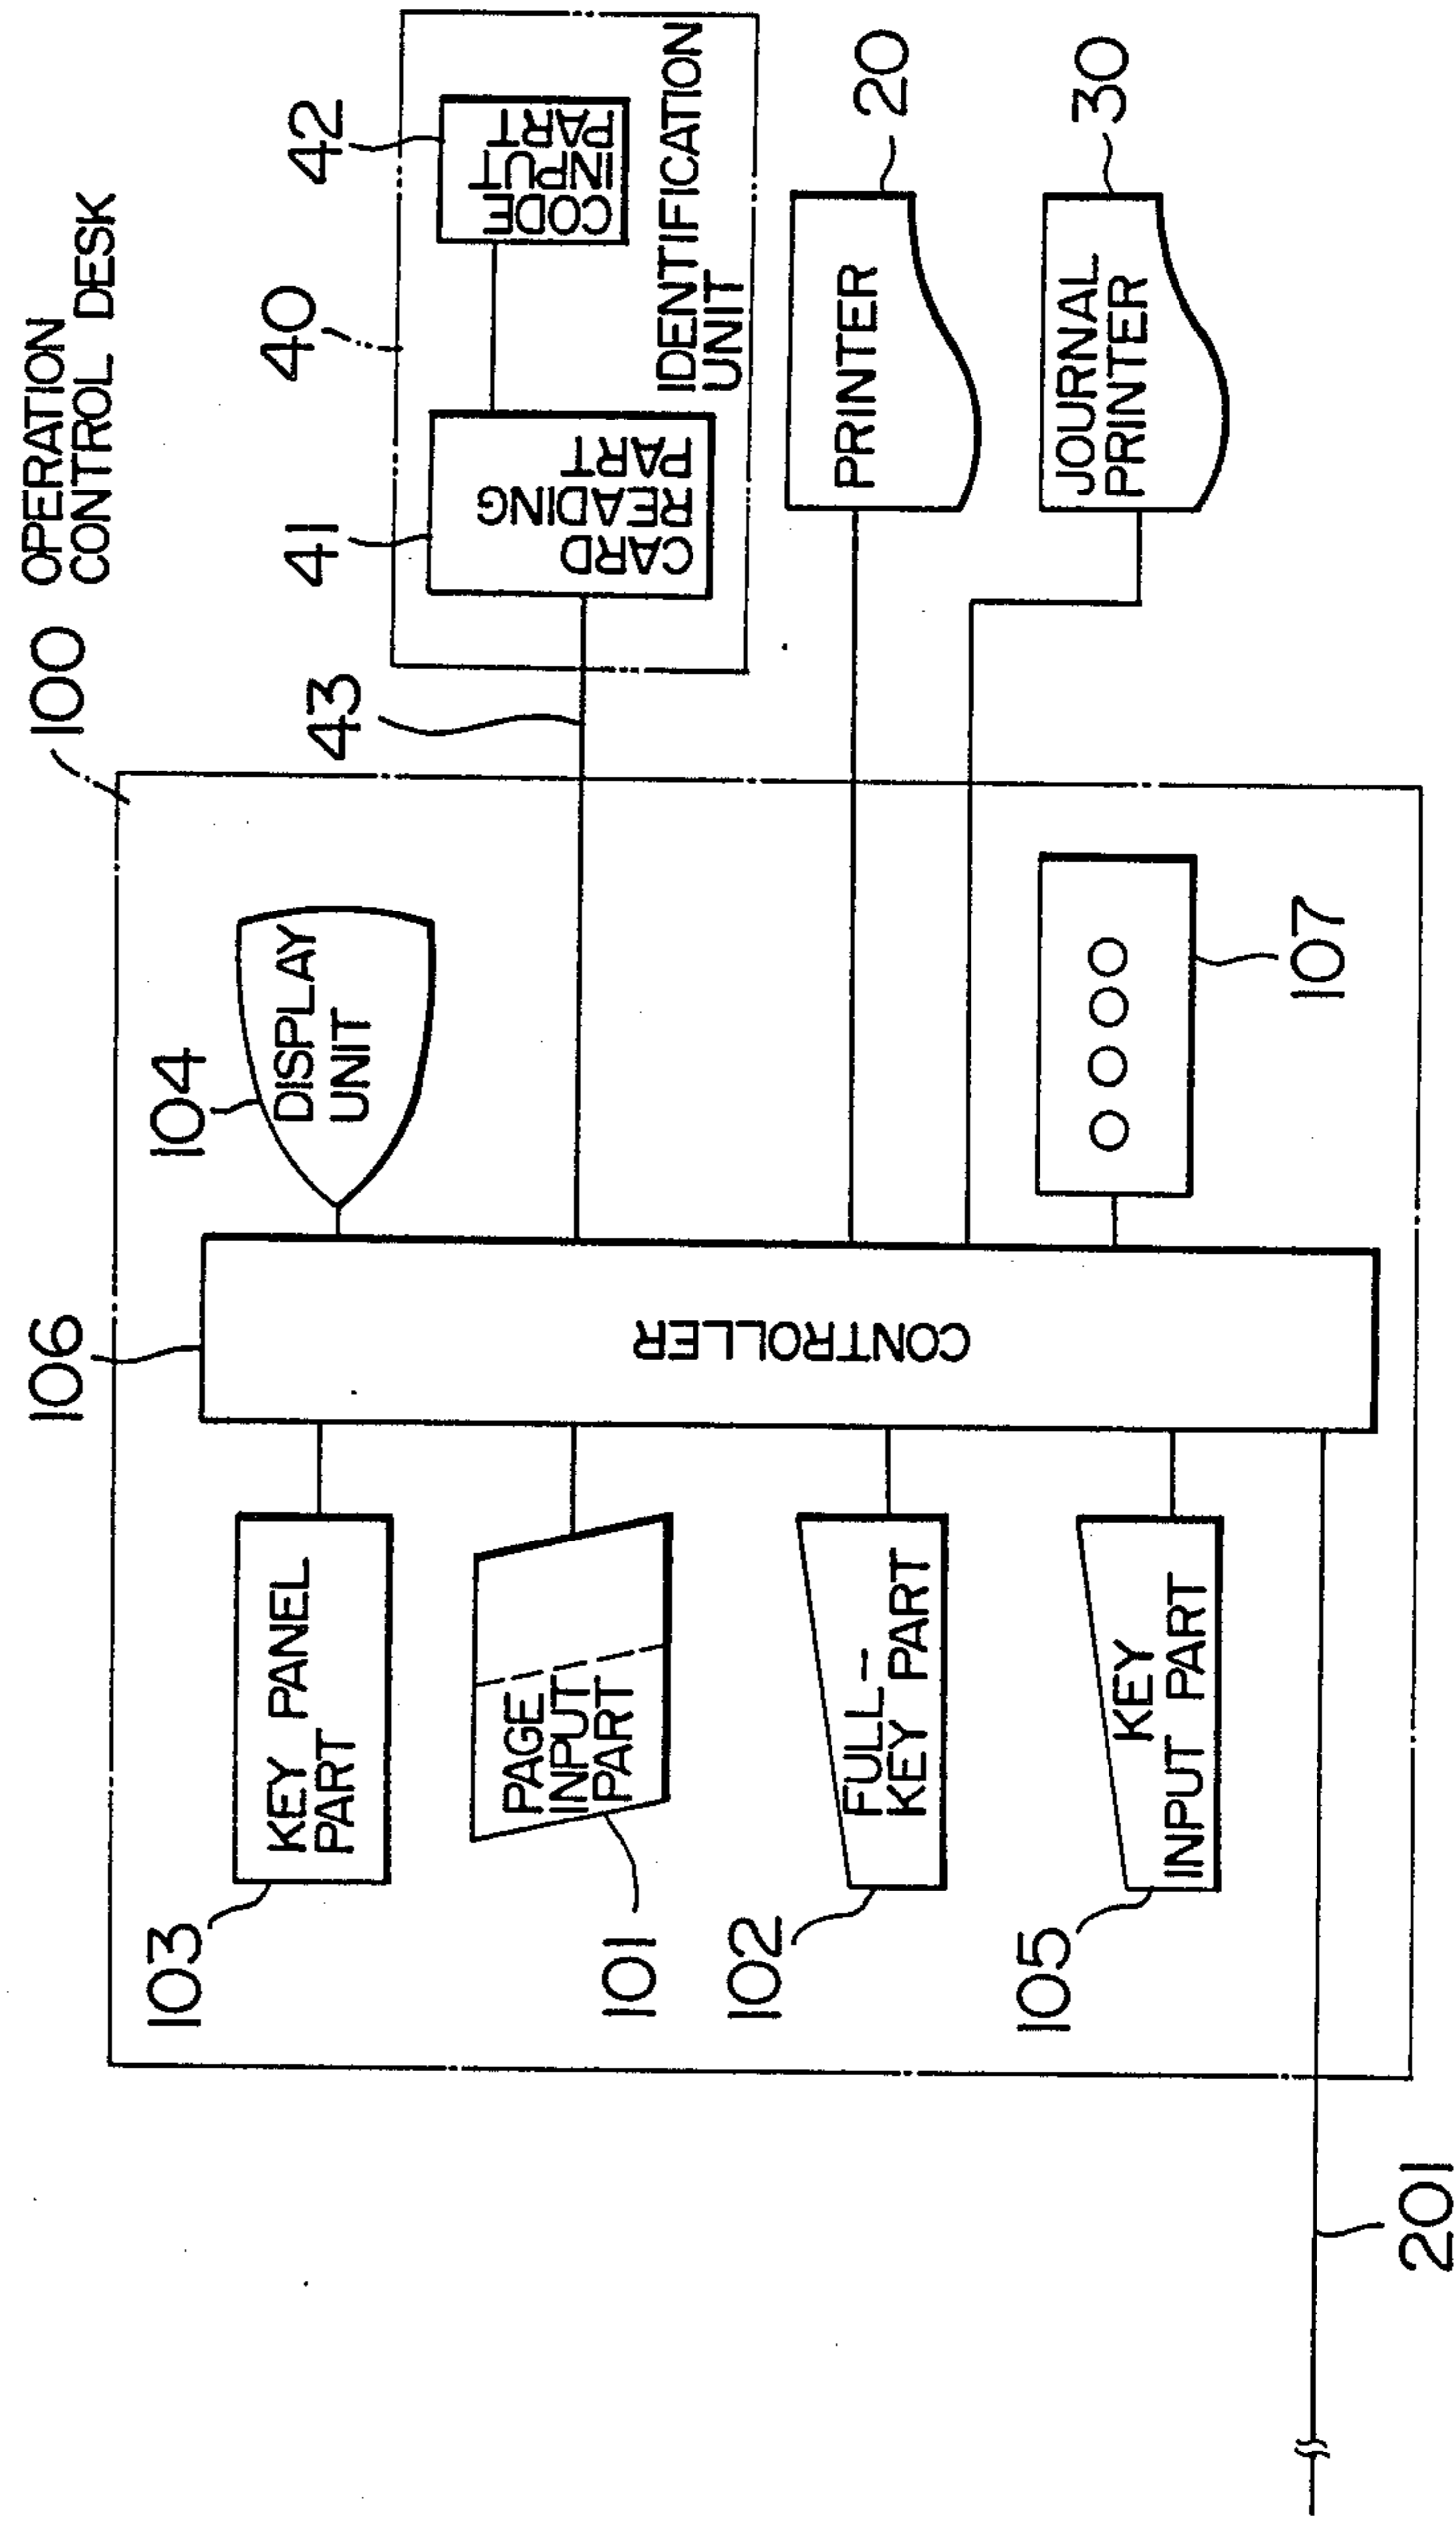 100
OPERATION
CONTROL DESK
106
CONTROLLER
103
KEY PANEL
PART
101
PAGE
INPUT
PART
102
FULL-
KEY PART
105
KEY
INPUT PART
104
DISPLAY
UNIT
107
43
40
IDENTIFICATION
UNIT
41
CARD
READING
PART
42
CODE
INPUT
PART
PRINTER
20
JOURNAL
PRINTER
30
201